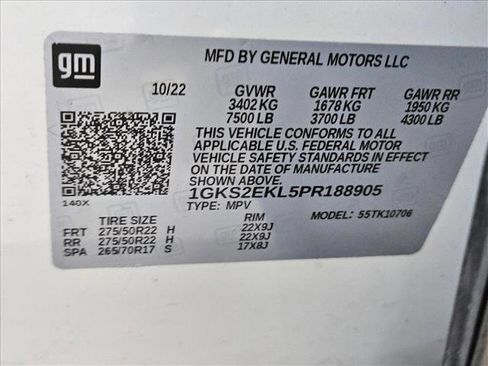 gm
MFD BY GENERAL MOTORS LLC
10/22 GVWR GAWR FRT GAWR RR
3402 KG 1678 KG 1950 KG
7500 LB 3700 LB 4300 LB
THIS VEHICLE CONFORMS TO ALL
APPLICABLE U.S. FEDERAL MOTOR
VEHICLE SAFETY STANDARDS IN EFFECT
ON THE DATE OF MANUFACTURE
SHOWN ABOVE.
1GKS2EKL5PR188905
140X TYPE: MPV MODEL: 55TK10706
TIRE SIZE RIM
FRT 275/50R22 H 22X9J
RR 275/50R22 H 22X9J
SPA 265/70R17 S 17X8J